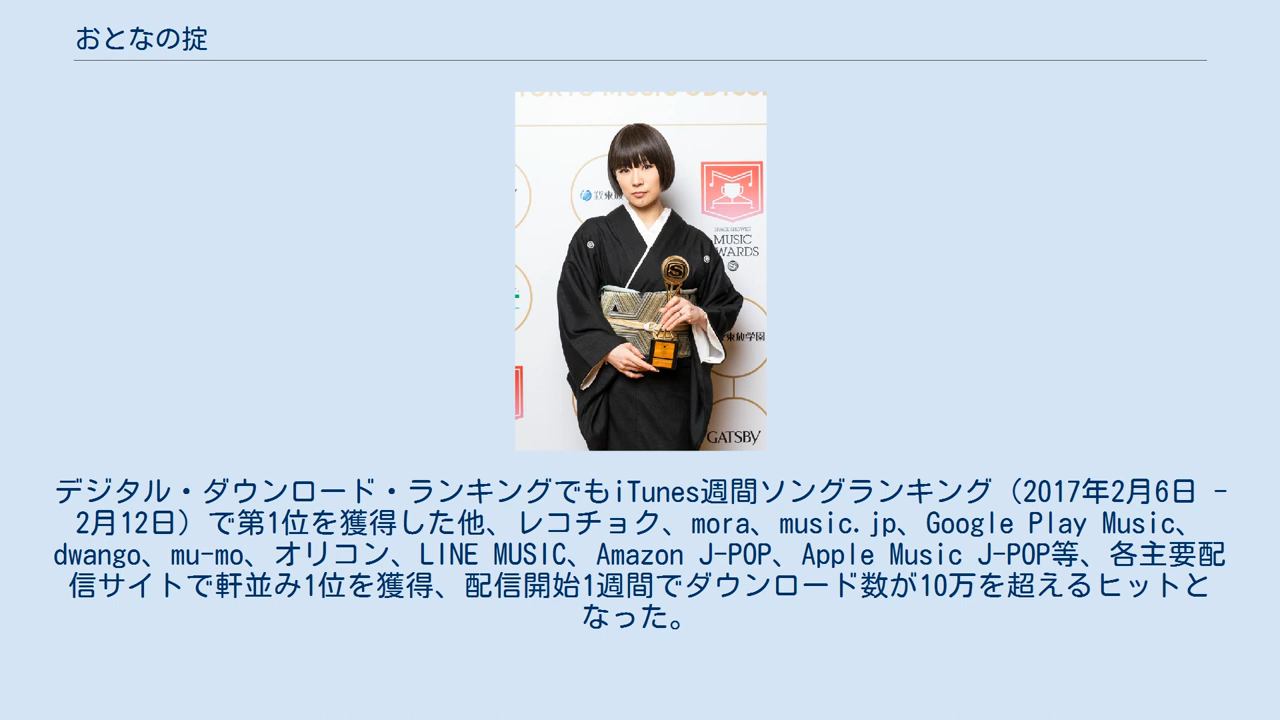 おとなの掟
MUSIC
GATSBY
デジタル・ダウンロード・ランキングでもiTunes週間ソングランキング（2017年2月6日 -
2月12日）で第1位を獲得した他、レコチョク、mora、music.jp、Google Play Music、
dwango、mu-mo、オリコン、LINE MUSIC、Amazon J-POP、Apple Music J-POP等、各主要配
信サイトで軒並み1位を獲得、配信開始1週間でダウンロード数が10万を超えるヒットと
なった。